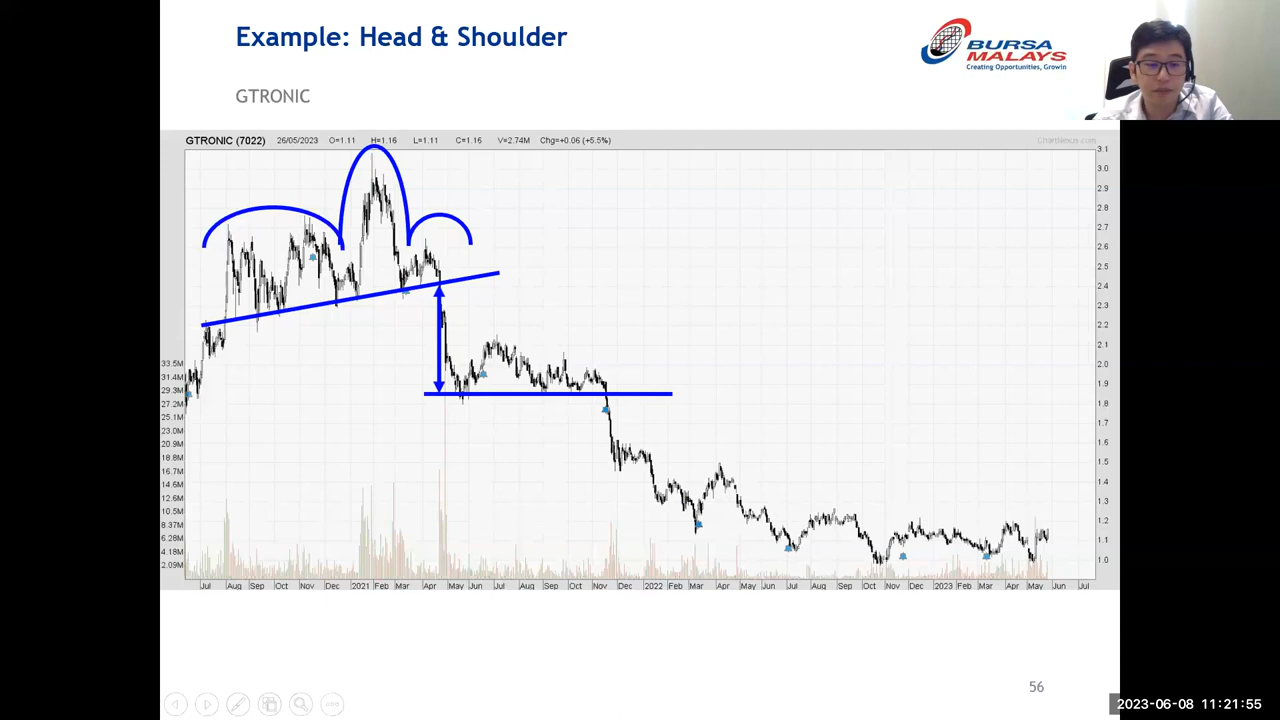 Example: Head & Shoulder
BURSA
MALAYS
Creating Opportunities, Growin
GTRONIC
GTRONIC (7022) 26/05/2023 O=1.11 H=1.16 L=1.11 C=1.16 V=2.74M Chg=+0.06 (+5.5%) ChartNexus.com
3.1
3.0
2.9
2.8
2.7
2.6
2.5
2.4
2.3
2.2
2.1
2.0
1.9
1.8
1.7
1.6
1.5
1.4
1.3
1.2
1.1
1.0
33.5M
31.4M
29.3M
27.2M
25.1M
23.0M
20.9M
18.8M
16.7M
14.6M
12.6M
10.5M
8.37M
6.28M
4.18M
2.09M
Jul Aug Sep Oct Nov Dec 2021 Feb Mar Apr May Jun Jul Aug Sep Oct Nov Dec 2022 Feb Mar Apr May Jun Jul Aug Sep Oct Nov Dec 2023 Feb Mar Apr May Jun Jul
56
2023-06-08 11:21:55